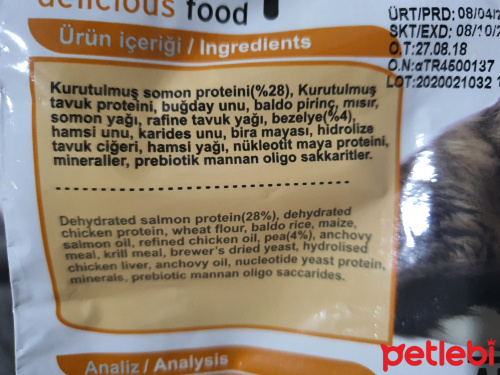 delicious food
ÜRT/PRD: 08/04/
SKT/EXD: 08/10/
O.T:27.08.18
O.N:αTR4500137
LOT:2020021032
Ürün içeriği / Ingredients
Kurutulmuş somon proteini(%28), Kurutulmuş
tavuk proteini, buğday unu, baldo pirinç, mısır,
somon yağı, rafine tavuk yağı, bezelye(%4),
hamsi unu, karides unu, bira mayası, hidrolize
tavuk ciğeri, hamsi yağı, nükleotit maya proteini,
mineraller, prebiotik mannan oligo sakkaritler.
Dehydrated salmon protein(28%), dehydrated
chicken protein, wheat flour, baldo rice, maize,
salmon oil, refined chicken oil, pea(4%), anchovy
meal, krill meal, brewer's dried yeast, hydrolised
chicken liver, anchovy oil, nucleotide yeast protein,
minerals, prebiotic mannan oligo saccarides.
Analiz / Analysis
petlebi